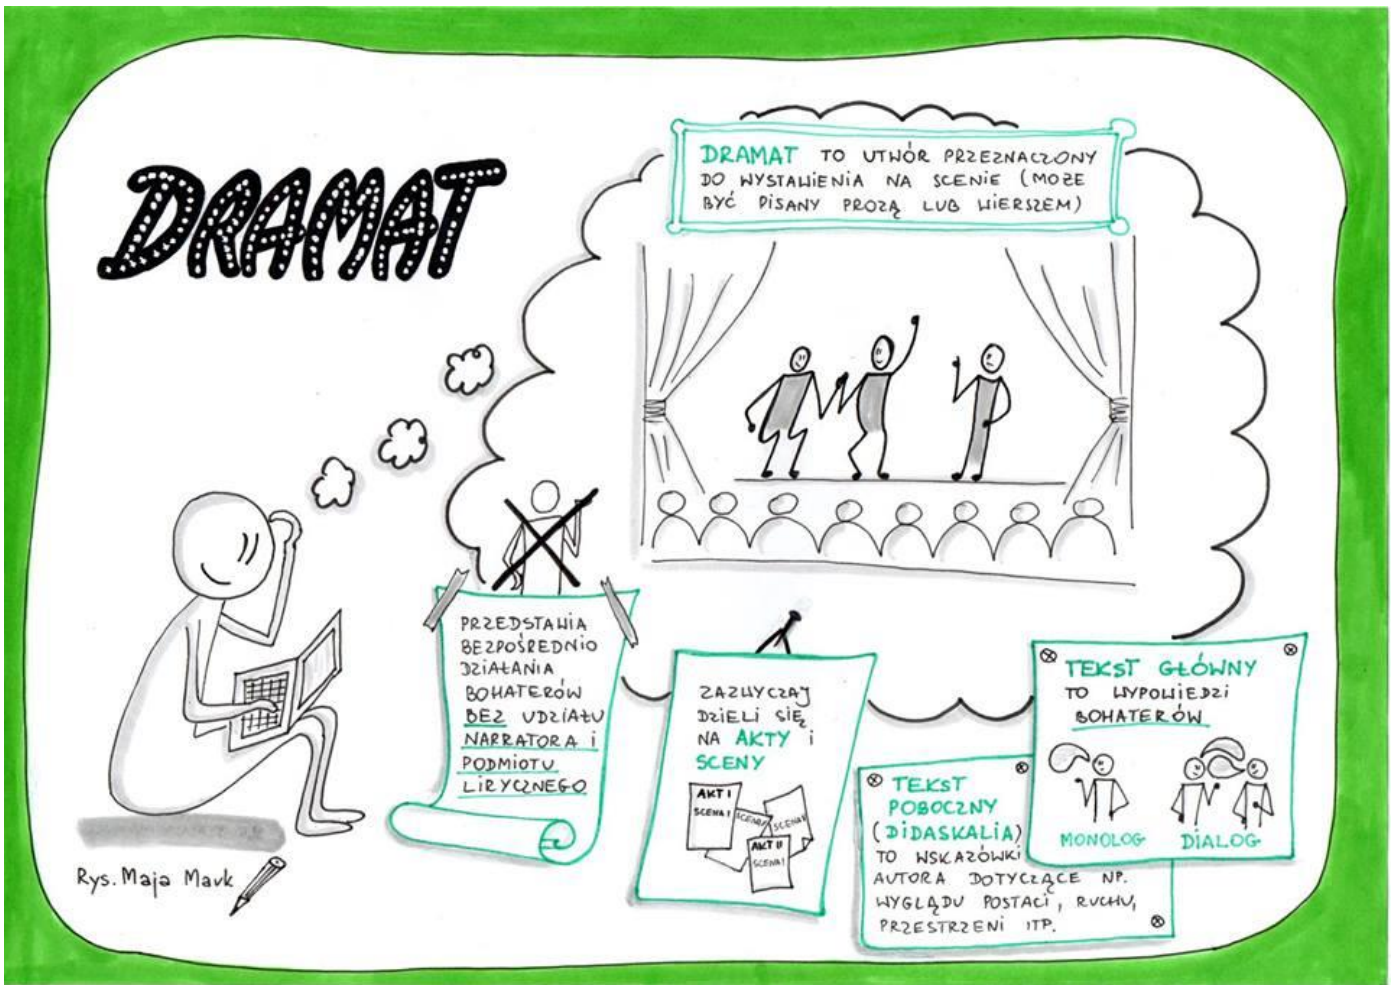 DRAMAT
DRAMAT TO UTWÓR PRZEZNACZONY
DO WYSTAWIENIA NA SCENIE (MOŻE
BYĆ PISANY PROZĄ LUB WIERSZEM)
PRZEDSTAWIA
BEZPOŚREDNIO
DZIAŁANIA
BOHATERÓW
BEZ UDZIAŁU
NARRATORA i
PODMIOTU
LIRYCZNEGO
ZAZWYCZAJ
DZIELI SIĘ
NA AKTY i
SCENY
AKT I
SCENA I
SCENA
SCENA
AKT II
SCENA I
TEKST
POBOCZNY
(DiDASKALIA)
TO WSKAZÓWKI
AUTORA DOTYCZĄCE NP.
WYGLĄDU POSTACI, RUCHU,
PRZESTRZENI ITP.
TEKST GŁÓWNY
TO WYPOWIEDZI
BOHATERÓW
MONOLOG DIALOG
Rys. Maja Mavk